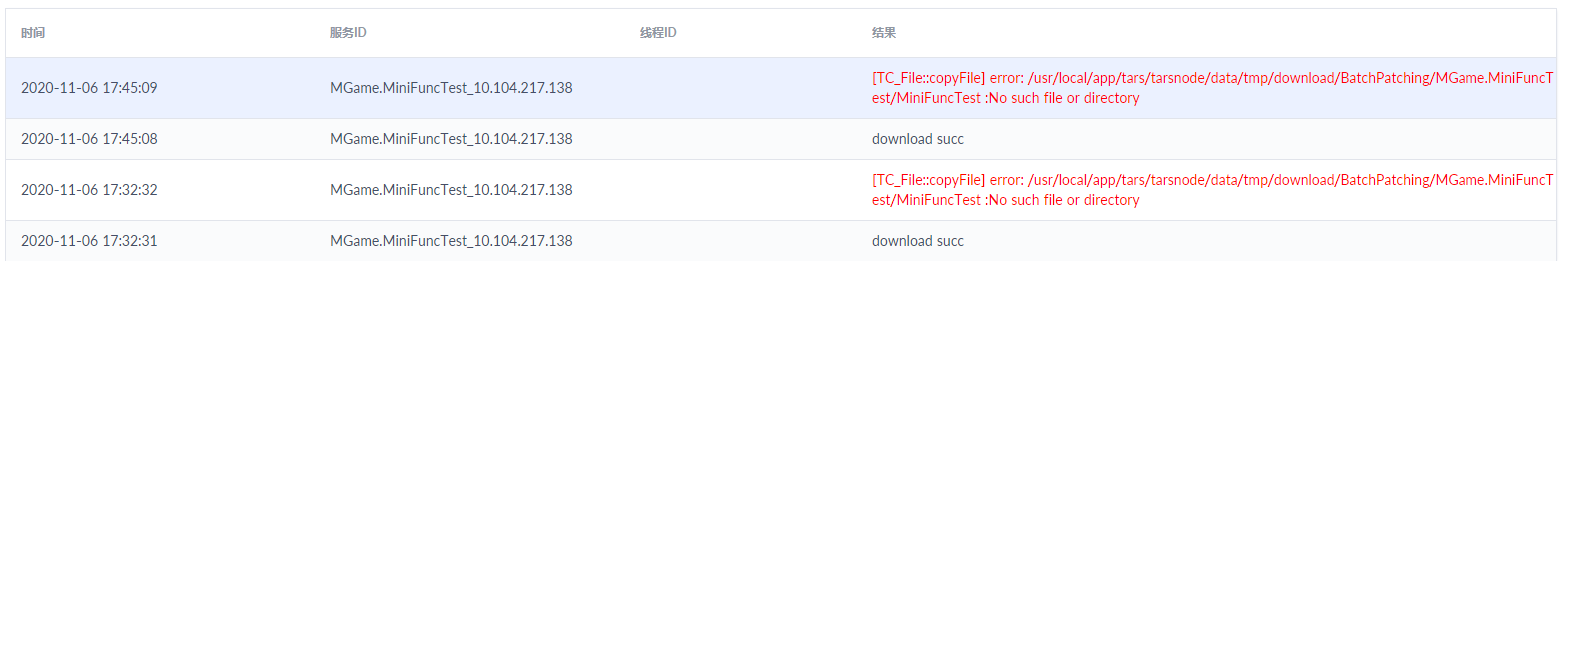 时间 服务ID 线程ID 结果
2020-11-06 17:45:09 MGame.MiniFuncTest_10.104.217.138 [TC_File::copyFile] error: /usr/local/app/tars/tarsnode/data/tmp/download/BatchPatching/MGame.MiniFuncT
est/MiniFuncTest :No such file or directory
2020-11-06 17:45:08 MGame.MiniFuncTest_10.104.217.138 download succ
2020-11-06 17:32:32 MGame.MiniFuncTest_10.104.217.138 [TC_File::copyFile] error: /usr/local/app/tars/tarsnode/data/tmp/download/BatchPatching/MGame.MiniFuncT
est/MiniFuncTest :No such file or directory
2020-11-06 17:32:31 MGame.MiniFuncTest_10.104.217.138 download succ